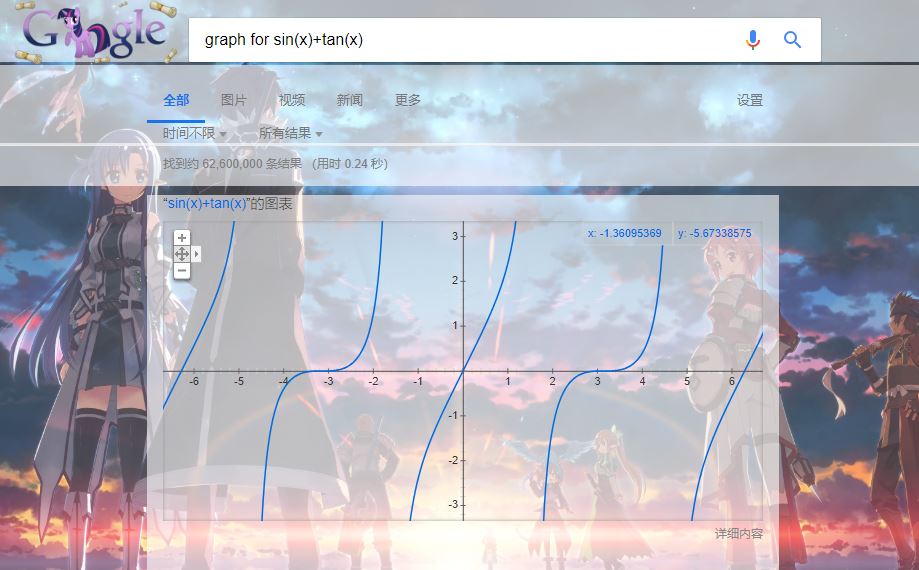 Google
graph for sin(x)+tan(x)
全部 图片 视频 新闻 更多 设置
时间不限 所有结果
找到约 62,600,000 条结果 （用时 0.24 秒）
“sin(x)+tan(x)”的图表
x: -1.36095369 y: -5.67338575
3
2
1
-6 -5 -4 -3 -2 -1 1 2 3 4 5 6
-1
-2
-3
详细内容